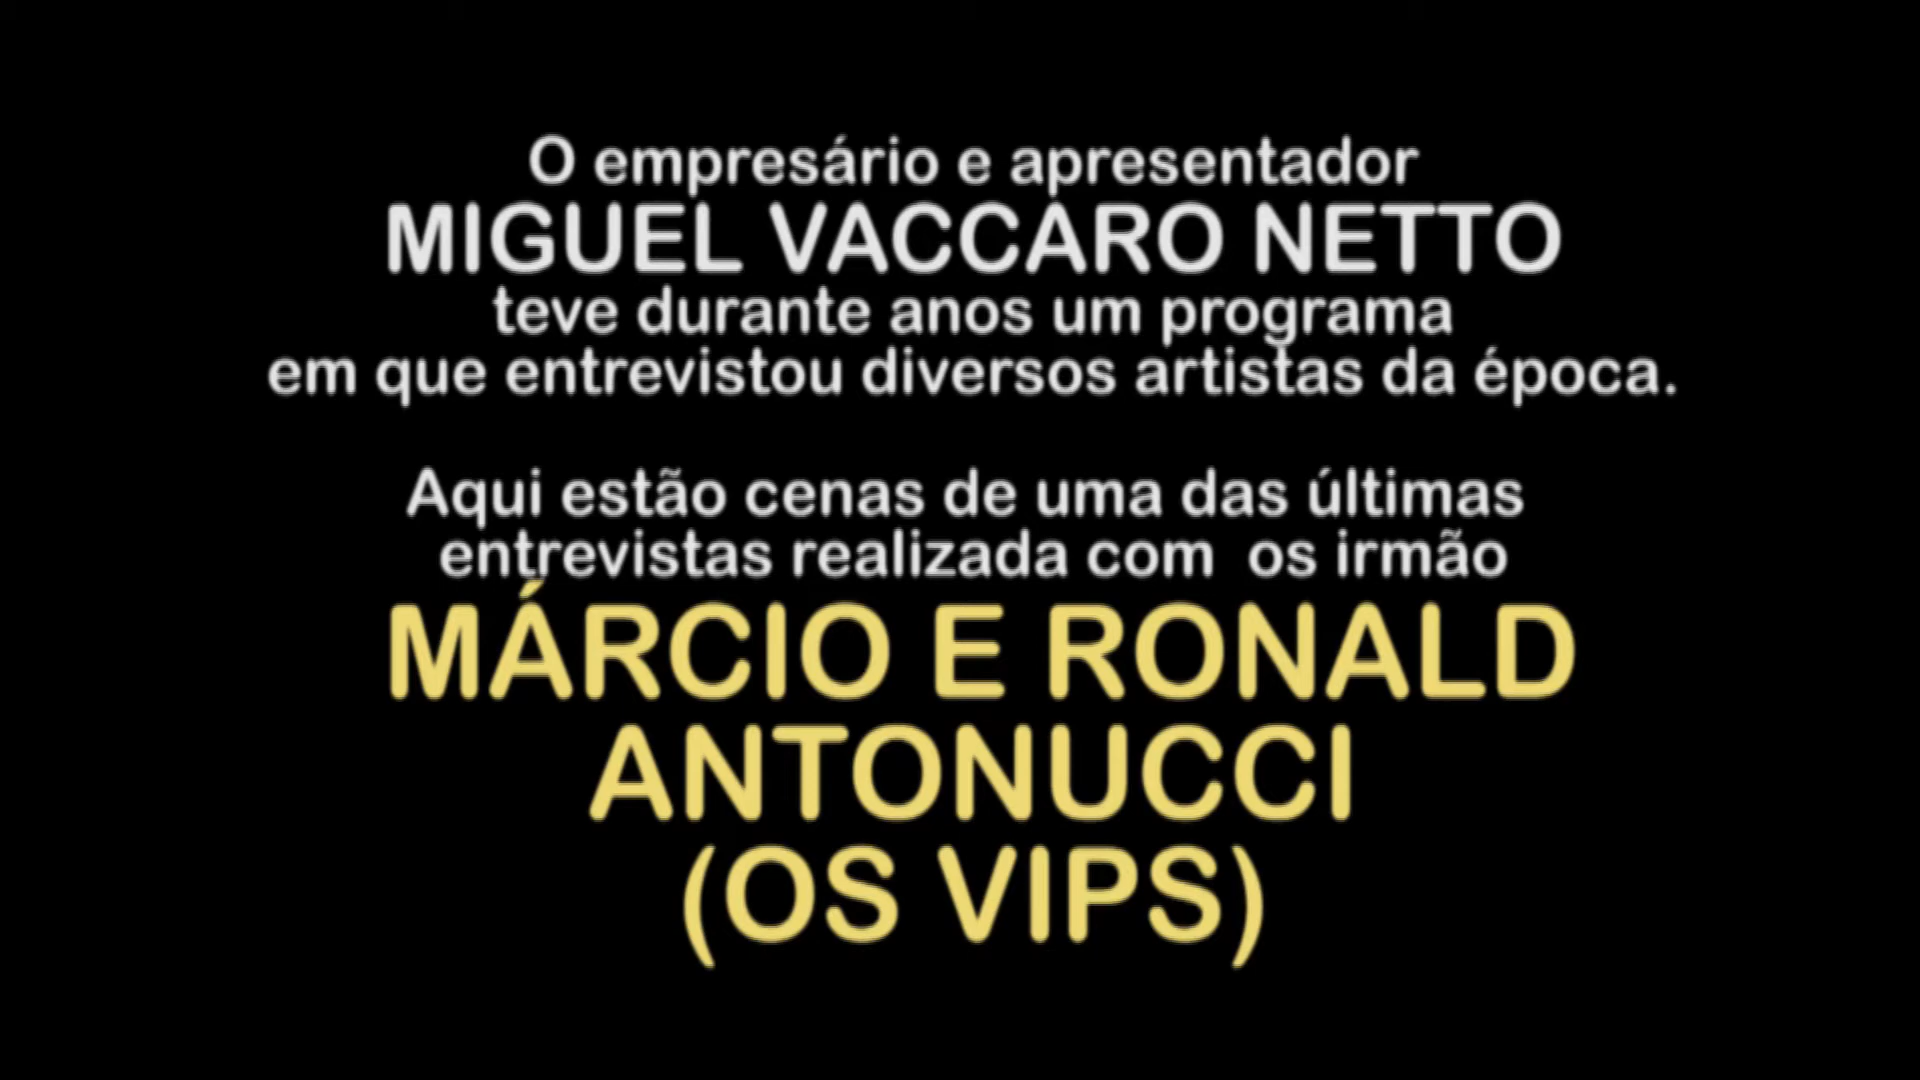 O empresário e apresentador
MIGUEL VACCARO NETTO
teve durante anos um programa
em que entrevistou diversos artistas da época.
Aqui estão cenas de uma das últimas
entrevistas realizada com os irmão
MÁRCIO E RONALD
ANTONUCCI
(OS VIPS)